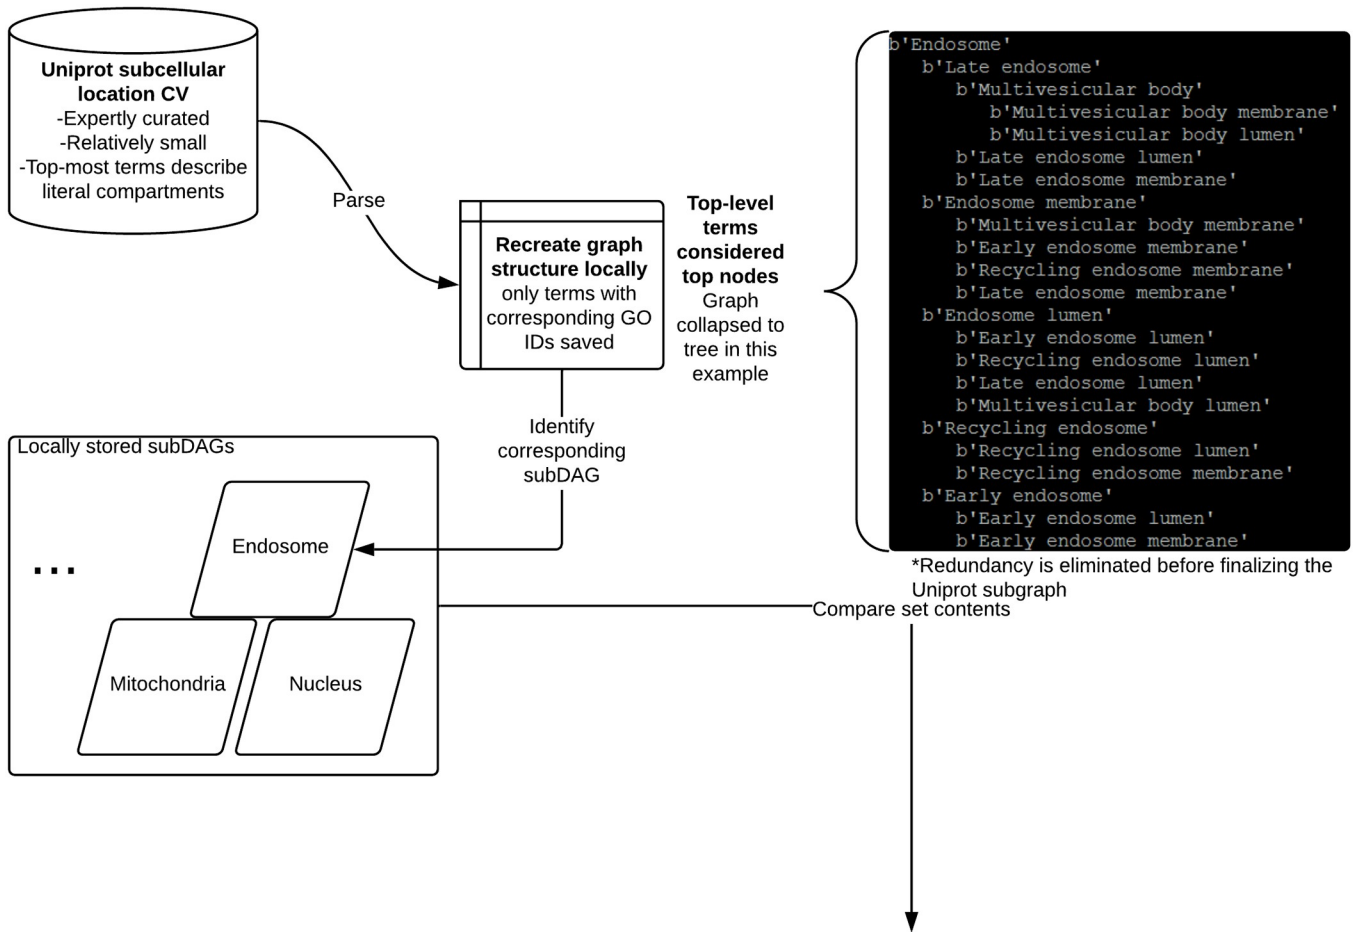 Uniprot subcellular
location CV
-Expertly curated
-Relatively small
-Top-most terms describe
literal compartments
Parse
Recreate graph
structure locally
only terms with
corresponding GO
IDs saved
Top-level
terms
considered
top nodes
Graph
collapsed to
tree in this
example
b'Endosome'
b'Late endosome'
b'Multivesicular body'
b'Multivesicular body membrane'
b'Multivesicular body lumen'
b'Late endosome lumen'
b'Late endosome membrane'
b'Endosome membrane'
b'Multivesicular body membrane'
b'Early endosome membrane'
b'Recycling endosome membrane'
b'Late endosome membrane'
b'Endosome lumen'
b'Early endosome lumen'
b'Recycling endosome lumen'
b'Late endosome lumen'
b'Multivesicular body lumen'
b'Recycling endosome'
b'Recycling endosome lumen'
b'Recycling endosome membrane'
b'Early endosome'
b'Early endosome lumen'
b'Early endosome membrane'
*Redundancy is eliminated before finalizing the
Uniprot subgraph
Identify
corresponding
subDAG
Locally stored subDAGs
Endosome
...
Mitochondria
Nucleus
Compare set contents